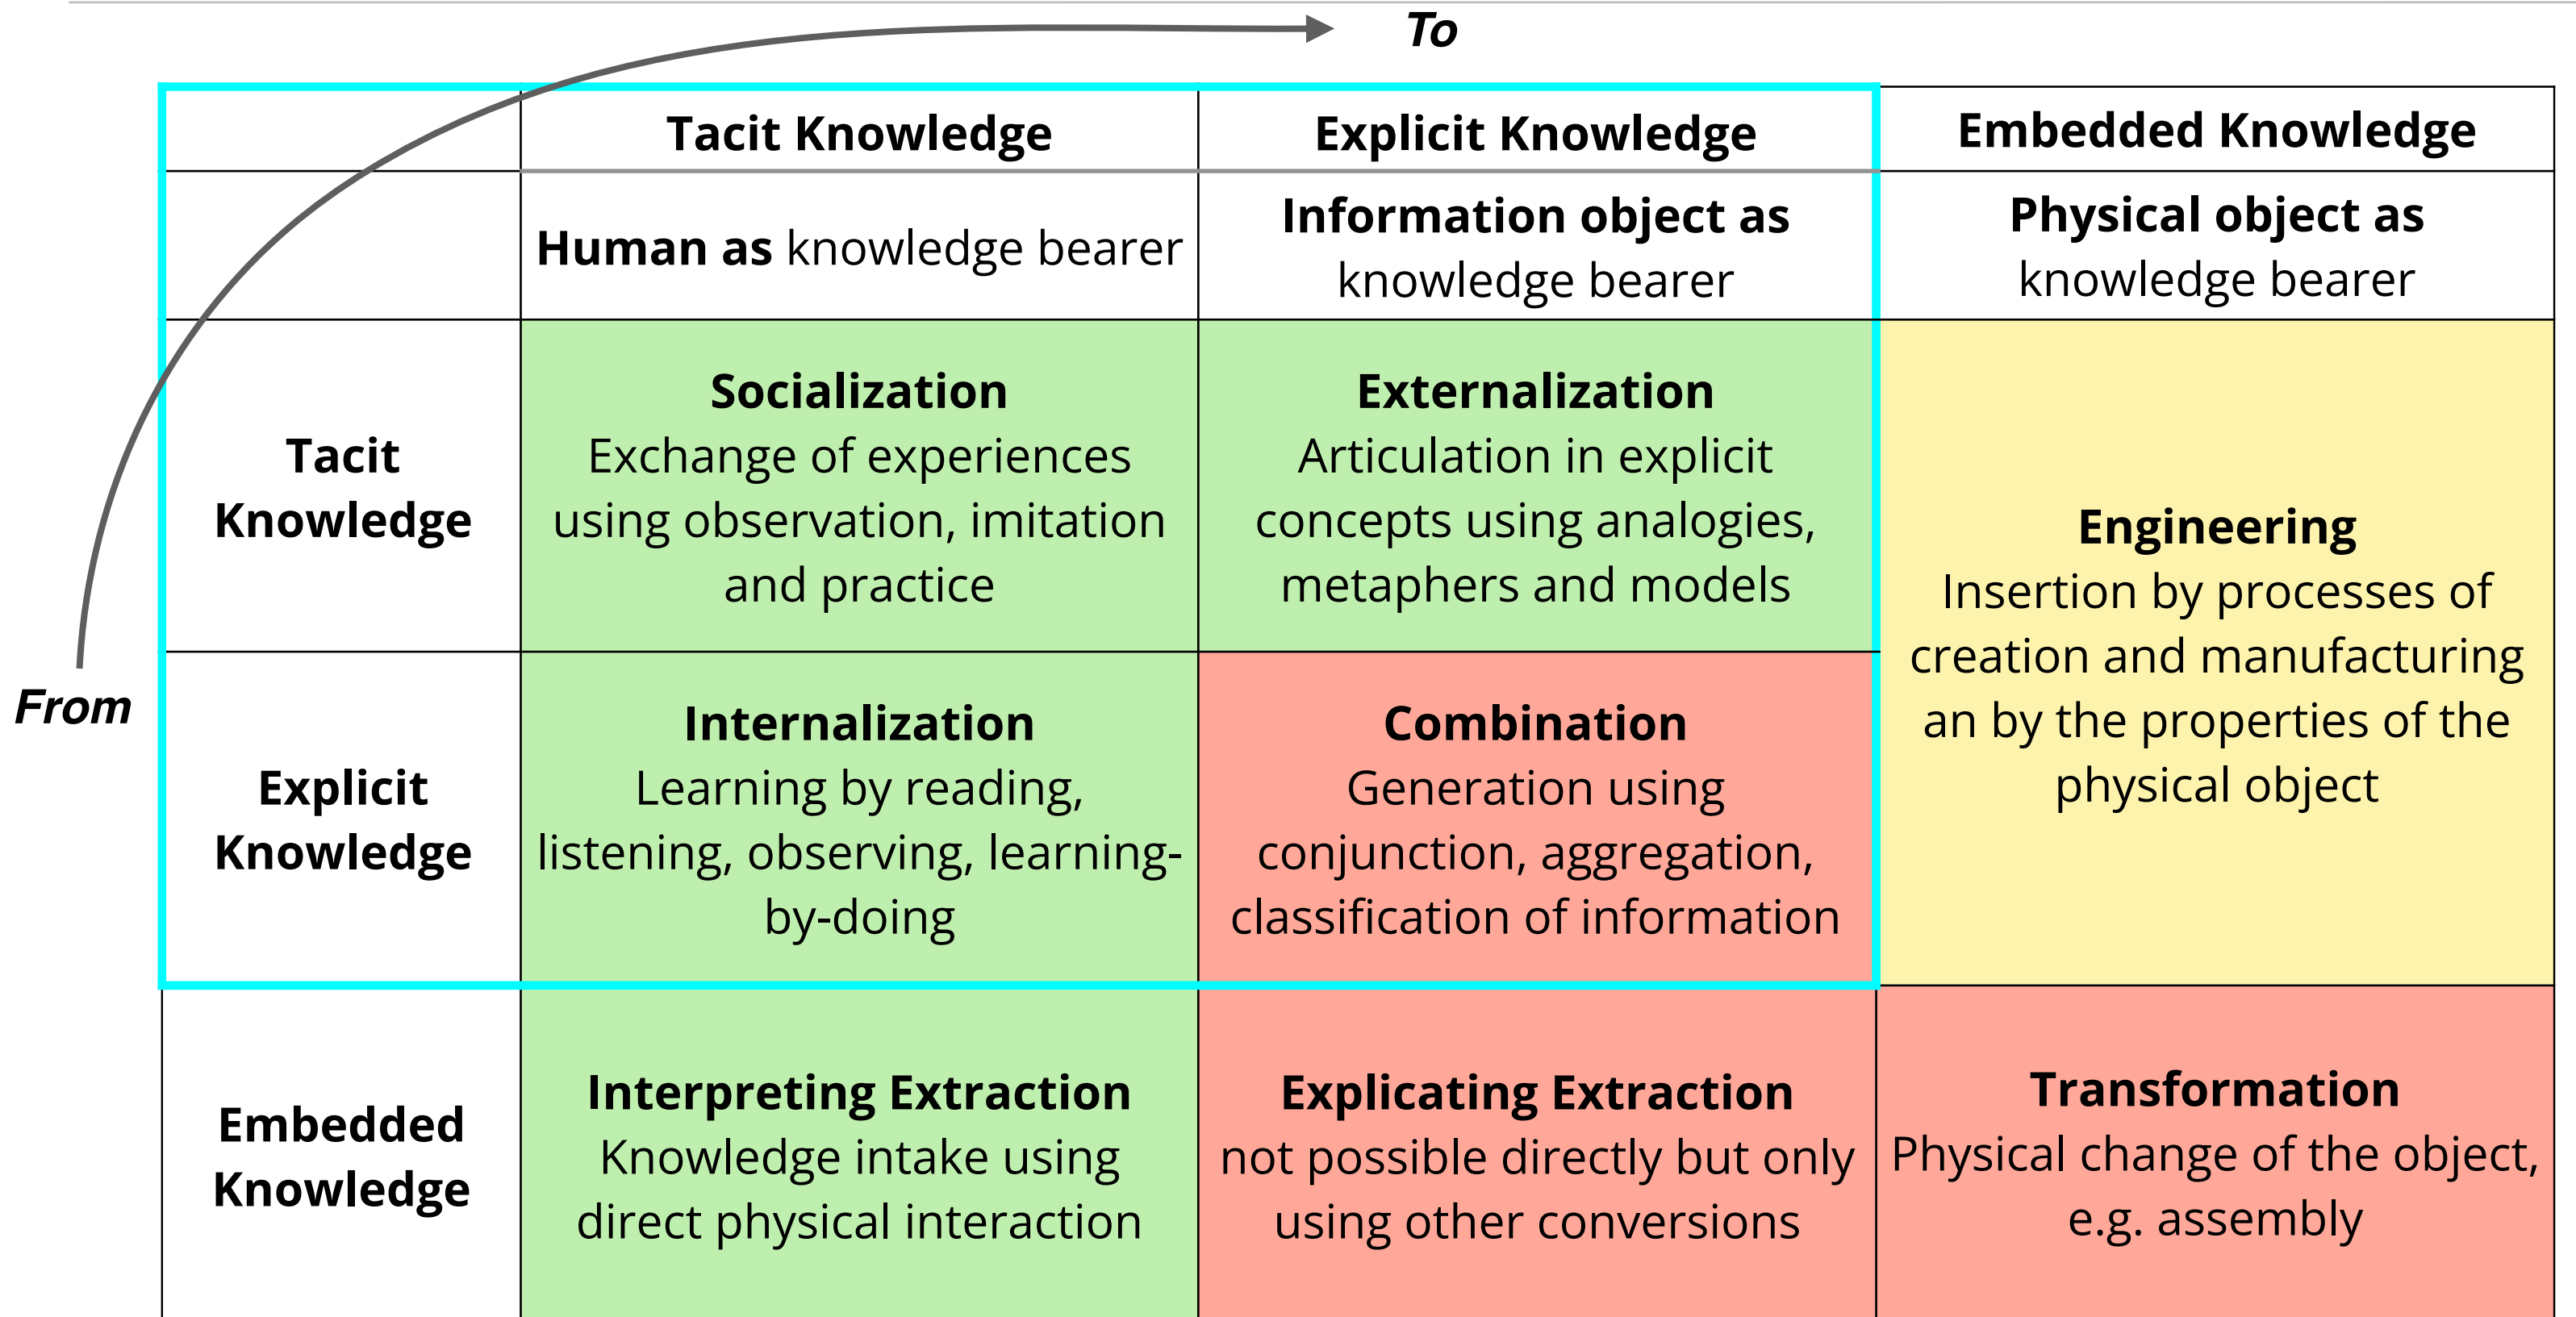 To
Tacit Knowledge
Explicit Knowledge
Embedded Knowledge
Human as knowledge bearer
Information object as
knowledge bearer
Physical object as
knowledge bearer
From
Tacit
Knowledge
Socialization
Exchange of experiences
using observation, imitation
and practice
Externalization
Articulation in explicit
concepts using analogies,
metaphers and models
Engineering
Insertion by processes of
creation and manufacturing
an by the properties of the
physical object
Explicit
Knowledge
Internalization
Learning by reading,
listening, observing, learning-
by-doing
Combination
Generation using
conjunction, aggregation,
classification of information
Embedded
Knowledge
Interpreting Extraction
Knowledge intake using
direct physical interaction
Explicating Extraction
not possible directly but only
using other conversions
Transformation
Physical change of the object,
e.g. assembly